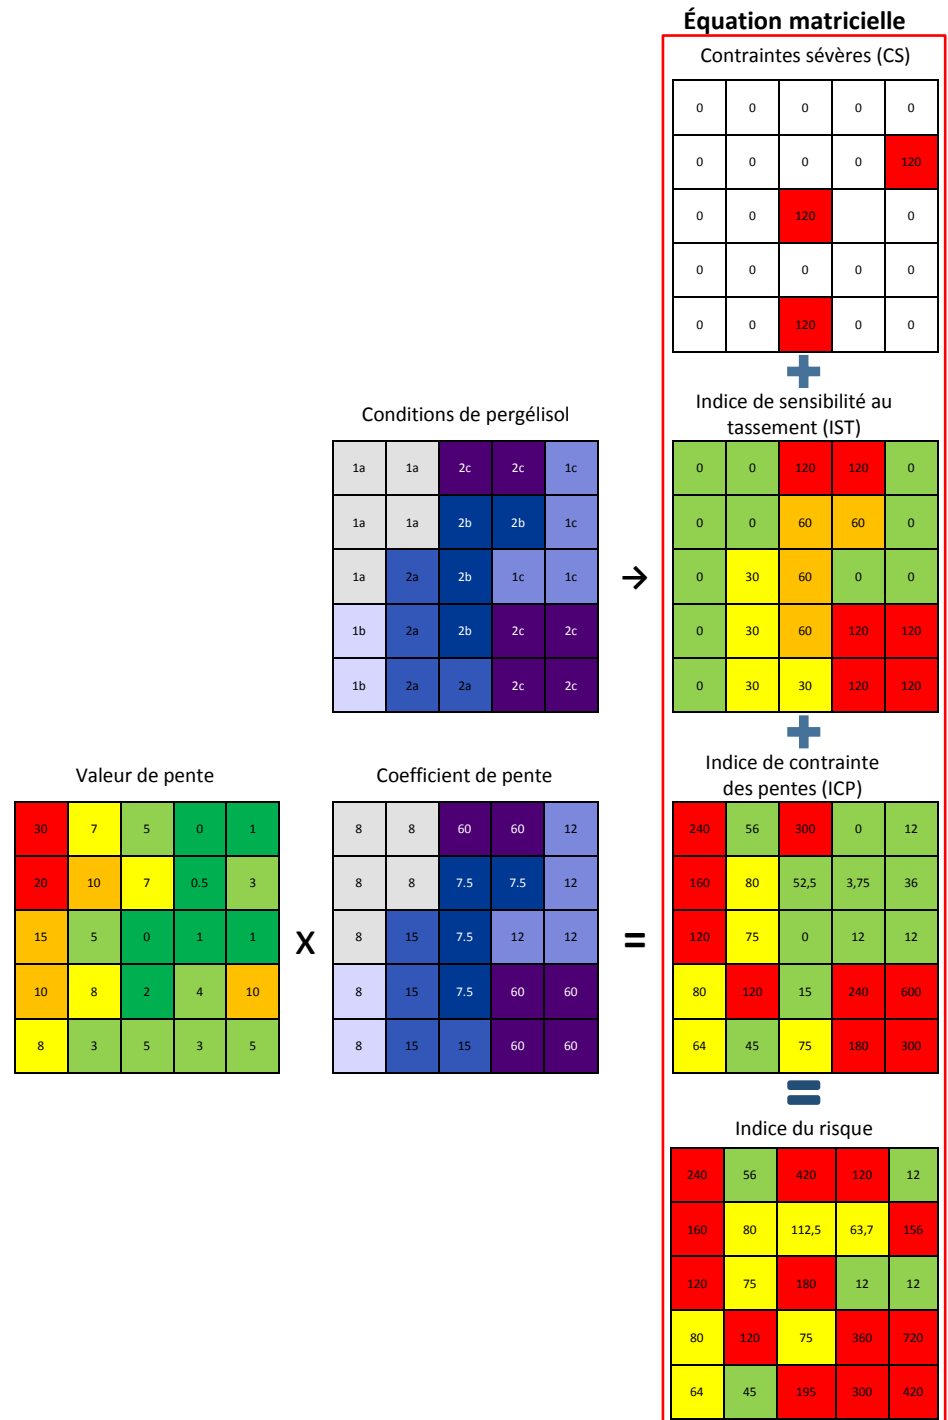 Équation matricielle
Contraintes sévères (CS)
0 0 0 0 0
0 0 0 0 120
0 0 120 0
0 0 0 0 0
0 0 120 0 0
+
Conditions de pergélisol
1a 1a 2c 2c 1c
1a 1a 2b 2b 1c
1a 2a 2b 1c 1c
1b 2a 2b 2c 2c
1b 2a 2a 2c 2c
→
Indice de sensibilité au
tassement (IST)
0 0 120 120 0
0 0 60 60 0
0 30 60 0 0
0 30 60 120 120
0 30 30 120 120
+
Valeur de pente
30 7 5 0 1
20 10 7 0.5 3
15 5 0 1 1
10 8 2 4 10
8 3 5 3 5
X
Coefficient de pente
8 8 60 60 12
8 8 7.5 7.5 12
8 15 7.5 12 12
8 15 7.5 60 60
8 15 15 60 60
=
Indice de contrainte
des pentes (ICP)
240 56 300 0 12
160 80 52,5 3,75 36
120 75 0 12 12
80 120 15 240 600
64 45 75 180 300
=
Indice du risque
240 56 420 120 12
160 80 112,5 63,7 156
120 75 180 12 12
80 120 75 360 720
64 45 195 300 420